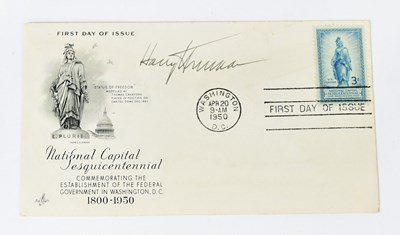 FIRST DAY OF ISSUE
Harry Truman
STATUE OF FREEDOM
E PLURIBUS
National Capital
Sesquicentennial
COMMEMORATING THE
ESTABLISHMENT OF THE FEDERAL
GOVERNMENT IN WASHINGTON, D.C.
1800-1950
WASHINGTON
APR 20
9-AM
1950
D.C.
FIRST DAY OF ISSUE
3¢